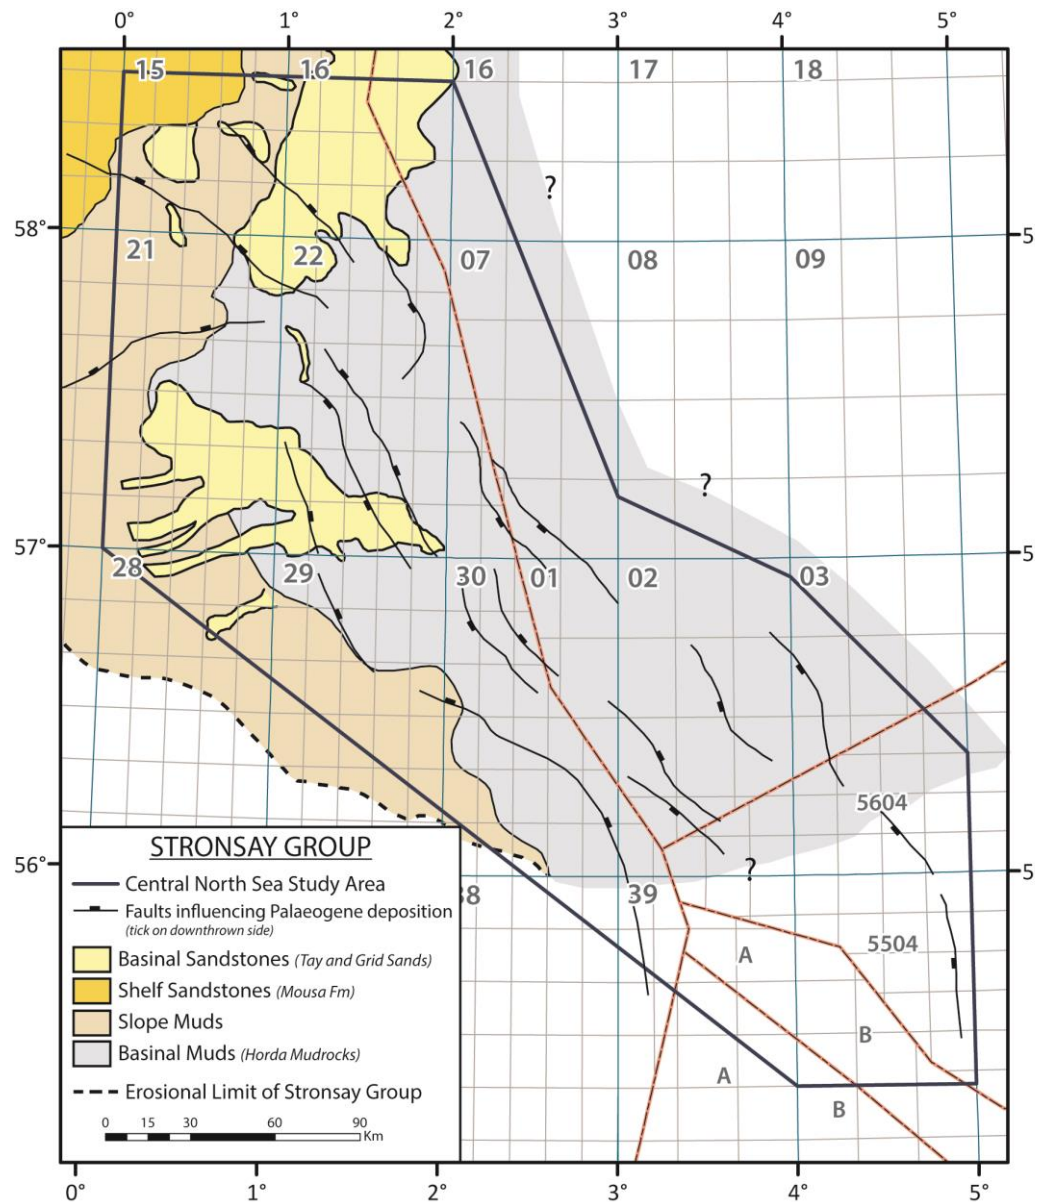 0° 1° 2° 3° 4° 5°
15 16 16 17 18
?
58° 5
21 22 07 08 09
?
57° 5
28 29 30 01 02 03
5604
56° ? 5
38 39
5504
A
B
A
B
STRONSAY GROUP
Central North Sea Study Area
Faults influencing Palaeogene deposition
(tick on downthrown side)
Basinal Sandstones (Tay and Grid Sands)
Shelf Sandstones (Mousa Fm)
Slope Muds
Basinal Muds (Horda Mudrocks)
Erosional Limit of Stronsay Group
0 15 30 60 90
Km
0° 1° 2° 3° 4° 5°